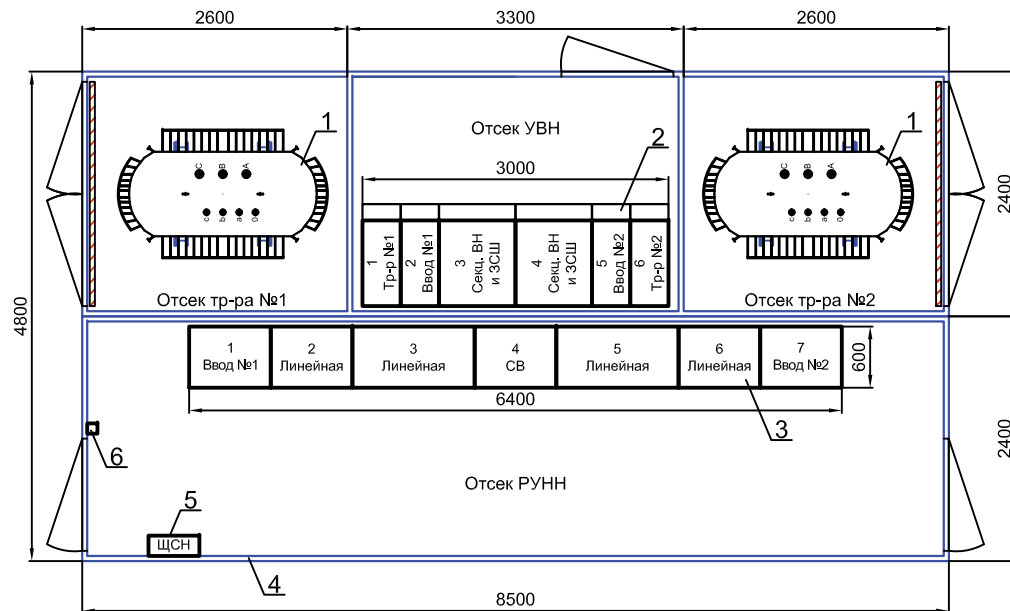 2600
3300
2600
1
1
Отсек УВН
2
3000
C
B
A
c
b
a
0
C
B
A
c
b
a
0
1
Тр-р №1
2
Ввод №1
3
Секц. ВН
и ЗСШ
4
Секц. ВН
и ЗСШ
5
Ввод №2
6
Тр-р №2
Отсек тр-ра №1
Отсек тр-ра №2
4800
2400
1
Ввод №1
2
Линейная
3
Линейная
4
СВ
5
Линейная
6
Линейная
7
Ввод №2
600
6400
3
6
2400
Отсек РУНН
5
ЩСН
4
8500